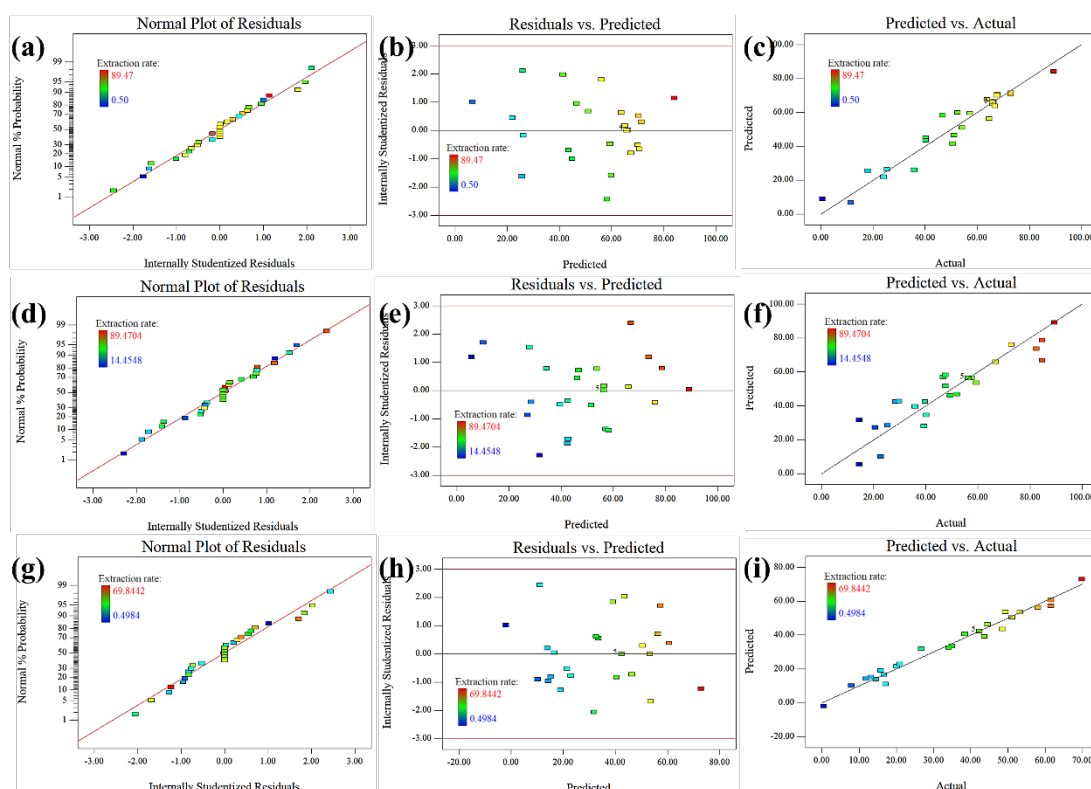 (a)
Normal Plot of Residuals
Normal % Probability
99
95
90
80
70
50
30
20
10
5
1
Extraction rate:
89.47
0.50
-3.00 -2.00 -1.00 0.00 1.00 2.00 3.00
Internally Studentized Residuals
(b)
Residuals vs. Predicted
Internally Studentized Residuals
3.00
2.00
1.00
0.00
-1.00
-2.00
-3.00
Extraction rate:
89.47
0.50
0.00 20.00 40.00 60.00 80.00 100.00
Predicted
(c)
Predicted vs. Actual
Predicted
100.00
80.00
60.00
40.00
20.00
0.00
Extraction rate:
89.47
0.50
0.00 20.00 40.00 60.00 80.00 100.00
Actual
(d)
Normal Plot of Residuals
Normal % Probability
99
95
90
80
70
50
30
20
10
5
1
Extraction rate:
89.4704
14.4548
-3.00 -2.00 -1.00 0.00 1.00 2.00 3.00
Internally Studentized Residuals
(e)
Residuals vs. Predicted
Internally Studentized Residuals
3.00
2.00
1.00
0.00
-1.00
-2.00
-3.00
5
Extraction rate:
89.4704
14.4548
0.00 20.00 40.00 60.00 80.00 100.00
Predicted
(f)
Predicted vs. Actual
Predicted
100.00
80.00
60.00
40.00
20.00
0.00
Extraction rate:
89.4704
14.4548
5
0.00 20.00 40.00 60.00 80.00 100.00
Actual
(g)
Normal Plot of Residuals
Normal % Probability
99
95
90
80
70
50
30
20
10
5
1
Extraction rate:
69.8442
0.4984
-3.00 -2.00 -1.00 0.00 1.00 2.00 3.00
Internally Studentized Residuals
(h)
Residuals vs. Predicted
Internally Studentized Residuals
3.00
2.00
1.00
0.00
-1.00
-2.00
-3.00
5
Extraction rate:
69.8442
0.4984
-20.00 0.00 20.00 40.00 60.00 80.00
Predicted
(i)
Predicted vs. Actual
Predicted
80.00
60.00
40.00
20.00
0.00
-20.00
Extraction rate:
69.8442
0.4984
5
0.00 10.00 20.00 30.00 40.00 50.00 60.00 70.00
Actual